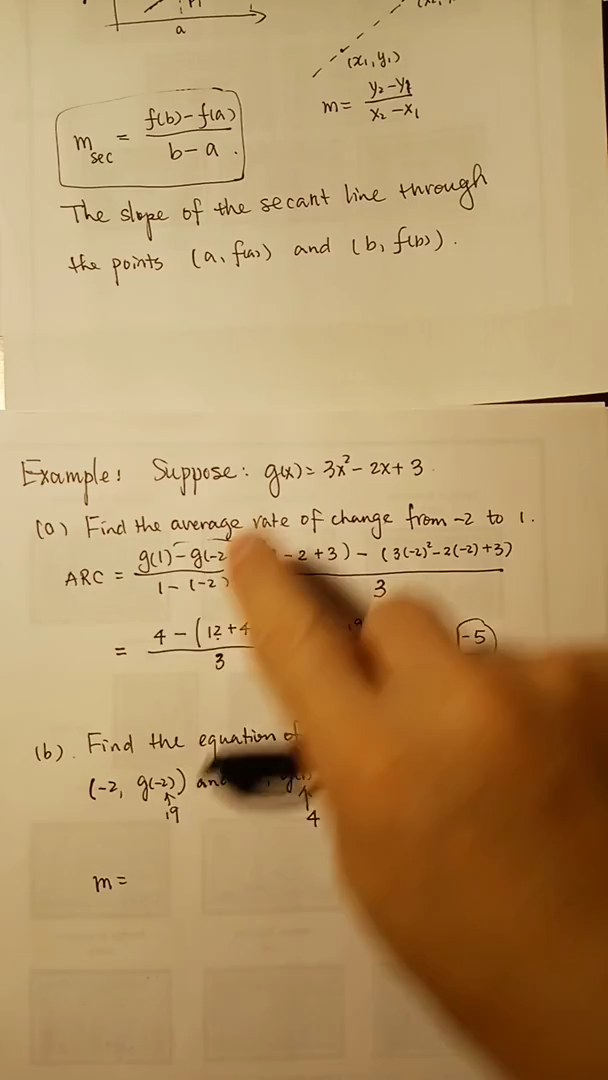 a
(x₁, y₁)
m = y₂ - y₁ / x₂ - x₁
m sec = f(b) - f(a) / b - a .
The slope of the secant line through
the points (a, f(a)) and (b, f(b)) .
Example: Suppose: g(x) = 3x² - 2x + 3
(a) Find the average rate of change from -2 to 1.
ARC = g(1) - g(-2 / 1 - (-2) - 2 + 3) - (3(-2)² - 2(-2) + 3) / 3
= 4 - (12 + 4 / 3 19 -5
(b). Find the equation of
(-2, g(-2)) and
19 4
m =